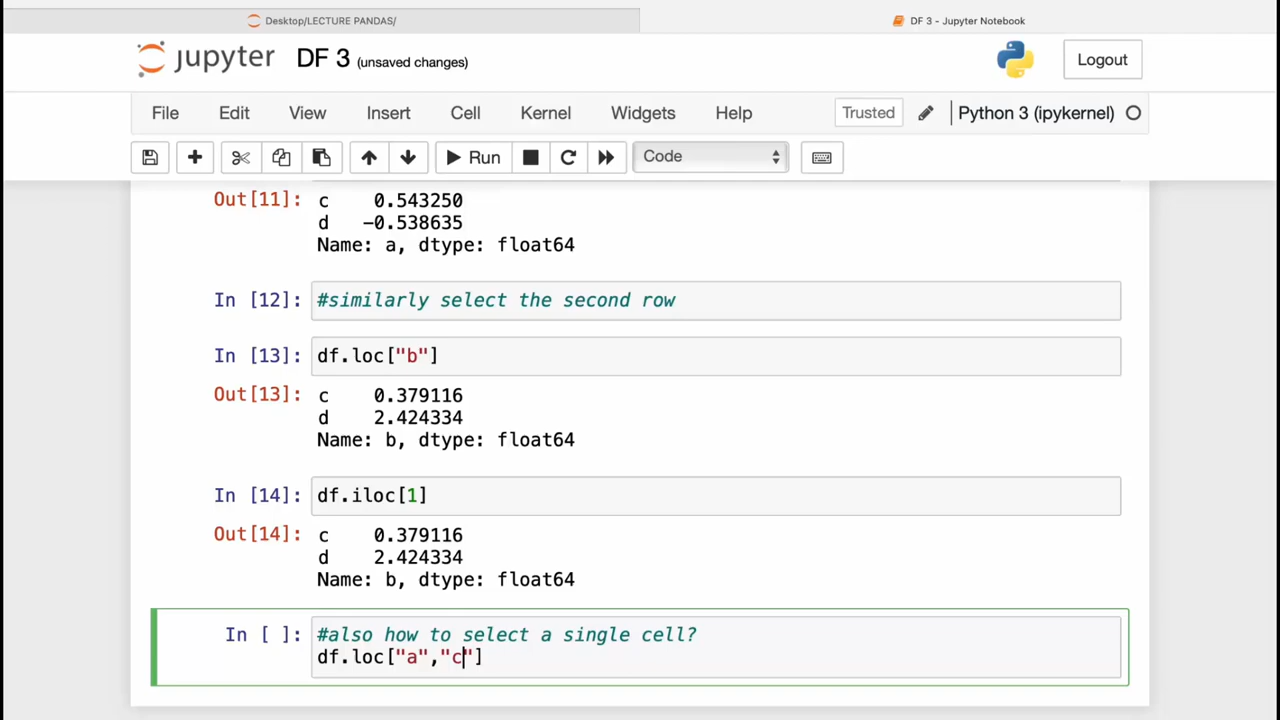 Desktop/LECTURE PANDAS/
DF 3 - Jupyter Notebook
jupyter DF 3 (unsaved changes)
Logout
File Edit View Insert Cell Kernel Widgets Help Trusted Python 3 (ipykernel)
Run Code
Out[11]: c 0.543250
d -0.538635
Name: a, dtype: float64
In [12]: #similarly select the second row
In [13]: df.loc["b"]
Out[13]: c 0.379116
d 2.424334
Name: b, dtype: float64
In [14]: df.iloc[1]
Out[14]: c 0.379116
d 2.424334
Name: b, dtype: float64
In [ ]: #also how to select a single cell?
df.loc["a","c"]